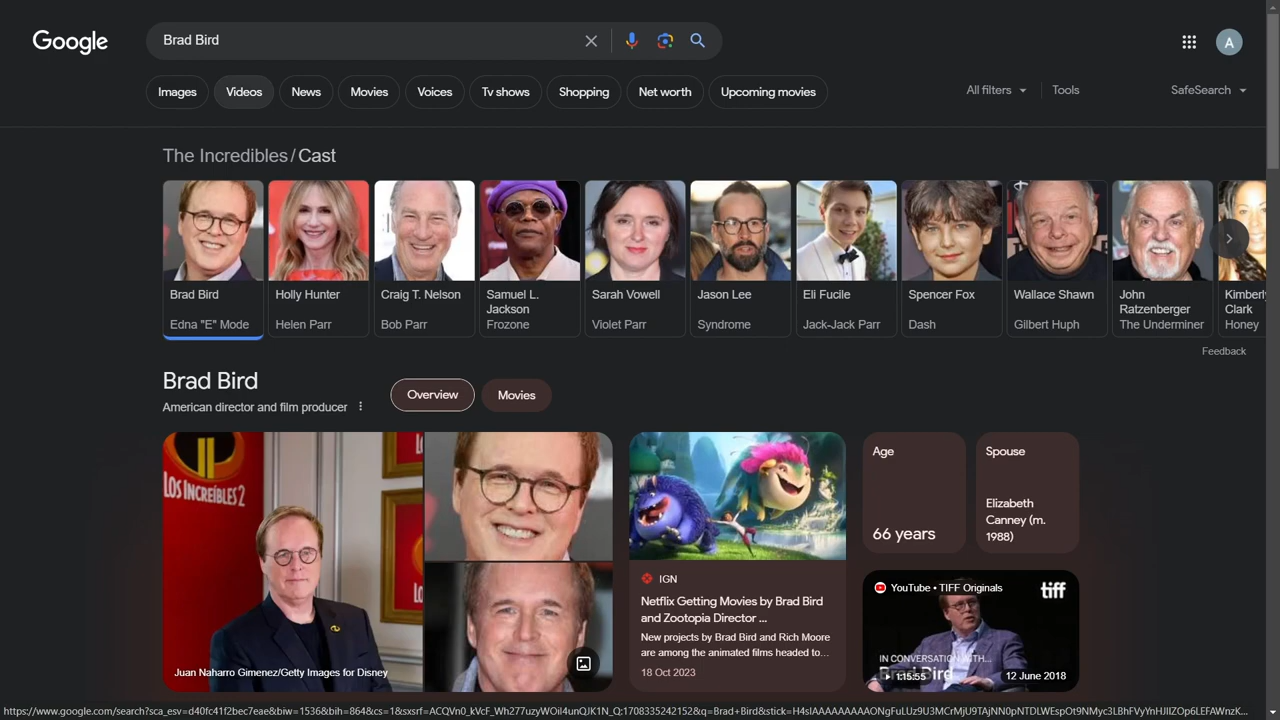 Google
Brad Bird
A
Images
Videos
News
Movies
Voices
Tv shows
Shopping
Net worth
Upcoming movies
All filters
Tools
SafeSearch
The Incredibles / Cast
Brad Bird
Edna "E" Mode
Holly Hunter
Helen Parr
Craig T. Nelson
Bob Parr
Samuel L.
Jackson
Frozone
Sarah Vowell
Violet Parr
Jason Lee
Syndrome
Eli Fucile
Jack-Jack Parr
Spencer Fox
Dash
Wallace Shawn
Gilbert Huph
John
Ratzenberger
The Underminer
Kimberly
Clark
Honey
Feedback
Brad Bird
American director and film producer
Overview
Movies
LOS INCREÍBLES 2
Juan Naharro Gimenez/Getty Images for Disney
IGN
Netflix Getting Movies by Brad Bird
and Zootopia Director ...
New projects by Brad Bird and Rich Moore
are among the animated films headed to...
18 Oct 2023
Age
66 years
Spouse
Elizabeth
Canney (m.
1988)
YouTube • TIFF Originals
tiff
IN CONVERSATION WITH...
1:15:55
12 June 2018